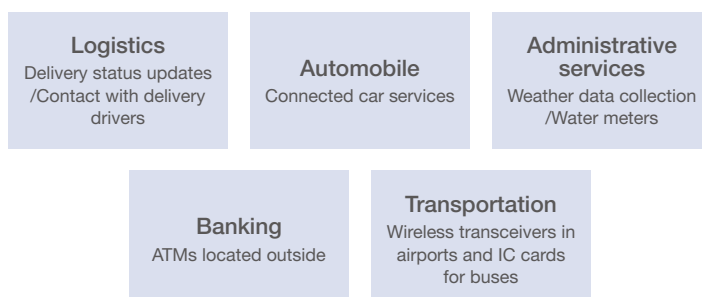 Logistics
Delivery status updates
/Contact with delivery
drivers
Automobile
Connected car services
Administrative
services
Weather data collection
/Water meters
Banking
ATMs located outside
Transportation
Wireless transceivers in
airports and IC cards
for buses